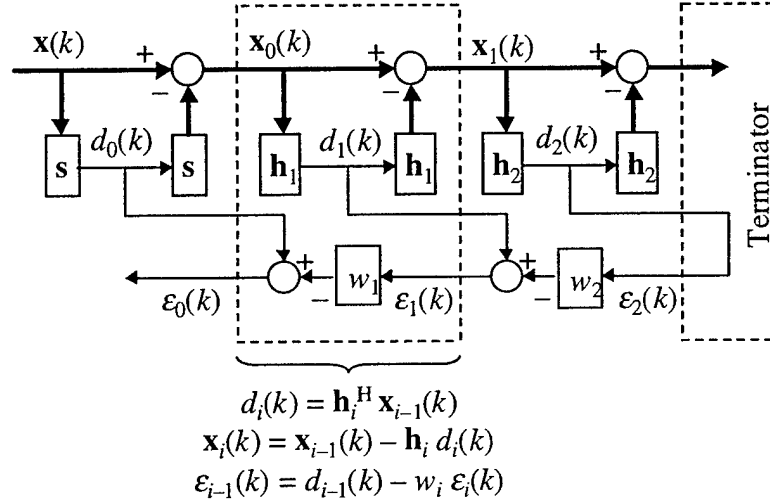 x(k) + − x₀(k) + − x₁(k) + −
s d₀(k) s h₁ d₁(k) h₁ h₂ d₂(k) h₂
Terminator
+ − w₁ + − w₂
ε₀(k) ε₁(k) ε₂(k)
dᵢ(k) = hᵢᴴ xᵢ₋₁(k)
xᵢ(k) = xᵢ₋₁(k) − hᵢ dᵢ(k)
εᵢ₋₁(k) = dᵢ₋₁(k) − wᵢ εᵢ(k)